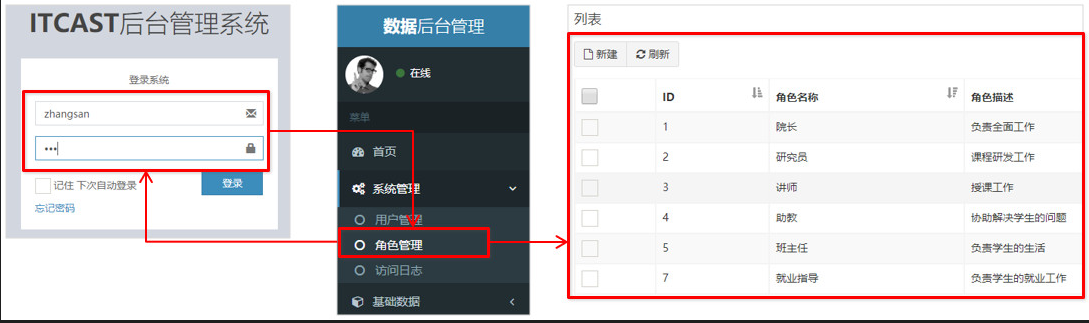 ITCAST后台管理系统
登录系统
zhangsan
•••
记住 下次自动登录
登录
忘记密码
数据后台管理
在线
菜单
首页
系统管理
用户管理
角色管理
访问日志
基础数据
列表
新建 刷新
ID 角色名称 角色描述
1 院长 负责全面工作
2 研究员 课程研发工作
3 讲师 授课工作
4 助教 协助解决学生的问题
5 班主任 负责学生的生活
7 就业指导 负责学生的就业工作